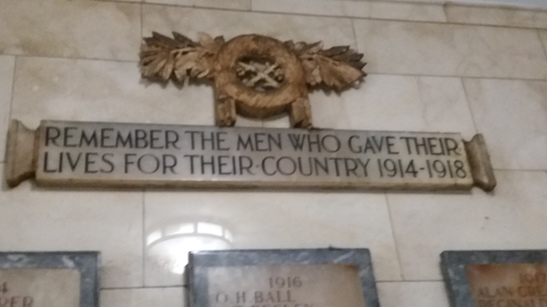 REMEMBER THE MEN WHO GAVE THEIR
LIVES FOR THEIR COUNTRY 1914-1918
1916
O.H. BALL